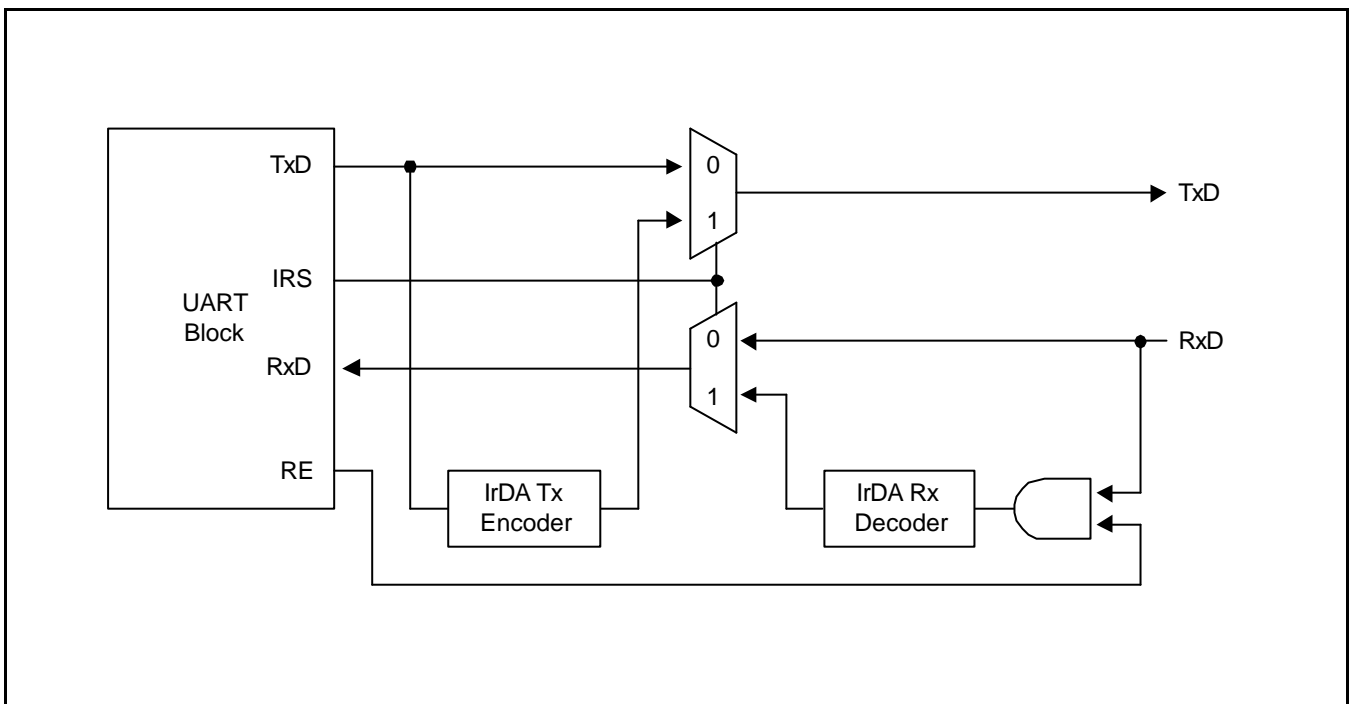 TxD
0
TxD
1
IRS
UART
Block
0
RxD
RxD
1
RE
IrDA Tx
Encoder
IrDA Rx
Decoder